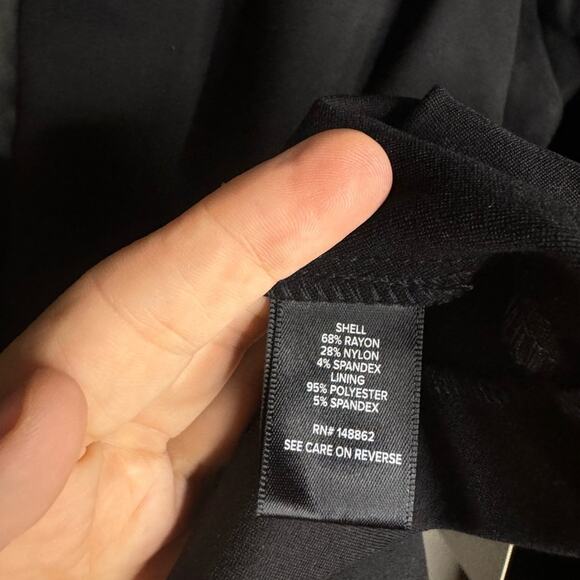 SHELL
68% RAYON
28% NYLON
4% SPANDEX
LINING
95% POLYESTER
5% SPANDEX
RN# 148862
SEE CARE ON REVERSE